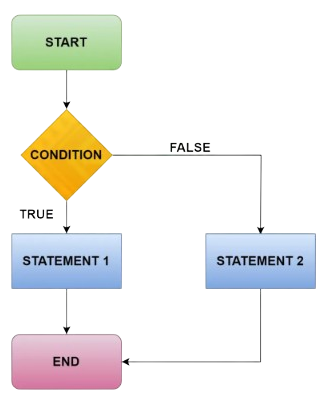 START
CONDITION
FALSE
TRUE
STATEMENT 1
STATEMENT 2
END